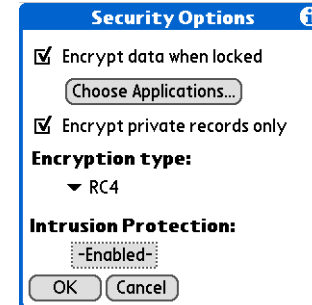 Security Options
Encrypt data when locked
Choose Applications...
Encrypt private records only
Encryption type:
RC4
Intrusion Protection:
-Enabled-
OK Cancel